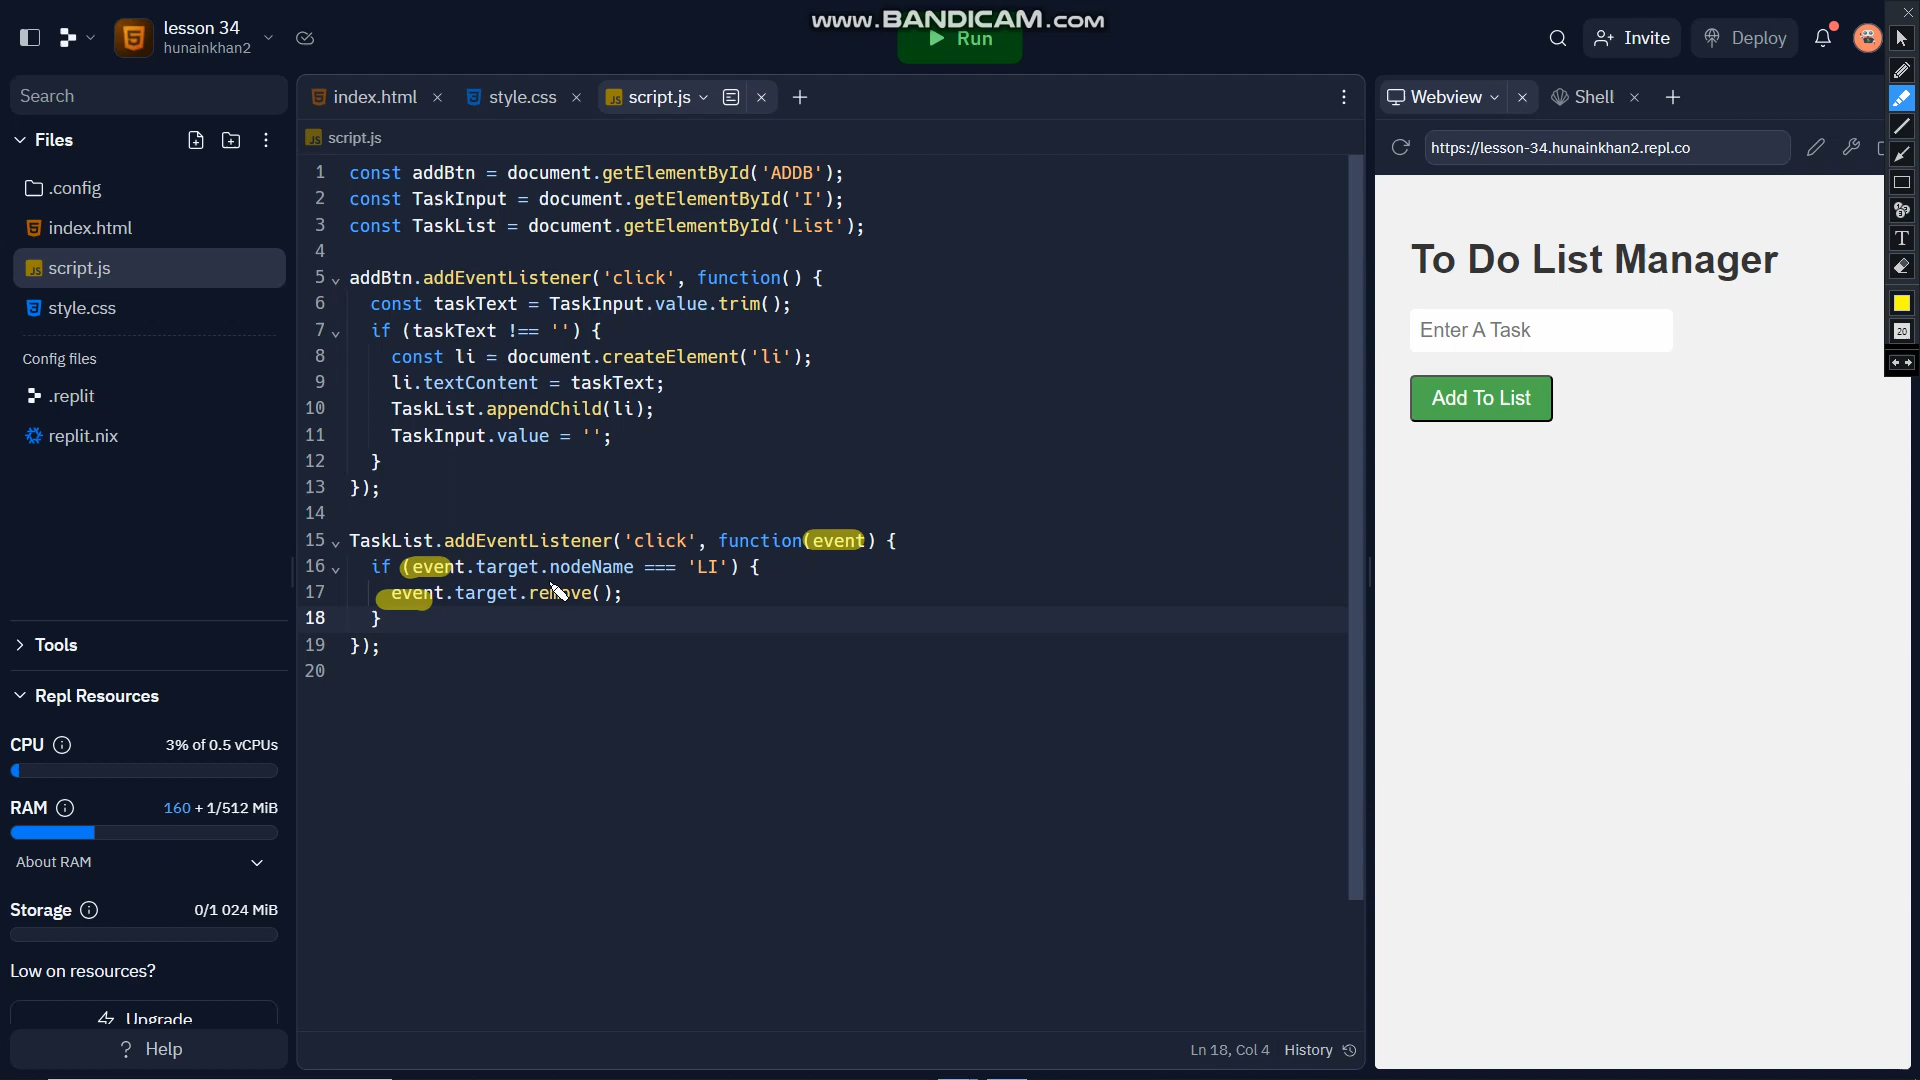 www.BANDICAM.com
lesson 34
hunainkhan2
Run
Invite
Deploy
Search
Files
.config
index.html
script.js
style.css
Config files
.replit
replit.nix
Tools
Repl Resources
CPU
3% of 0.5 vCPUs
RAM
160 + 1/512 MiB
About RAM
Storage
0/1 024 MiB
Low on resources?
Upgrade
? Help
index.html
style.css
script.js
script.js
1 const addBtn = document.getElementById('ADDB');
2 const TaskInput = document.getElementById('I');
3 const TaskList = document.getElementById('List');
4
5 addBtn.addEventListener('click', function() {
6 const taskText = TaskInput.value.trim();
7 if (taskText !== '') {
8 const li = document.createElement('li');
9 li.textContent = taskText;
10 TaskList.appendChild(li);
11 TaskInput.value = '';
12 }
13 });
14
15 TaskList.addEventListener('click', function(event) {
16 if (event.target.nodeName === 'LI') {
17 event.target.remove();
18 }
19 });
20
Ln 18, Col 4 History
Webview
Shell
https://lesson-34.hunainkhan2.repl.co
To Do List Manager
Enter A Task
Add To List
T
20